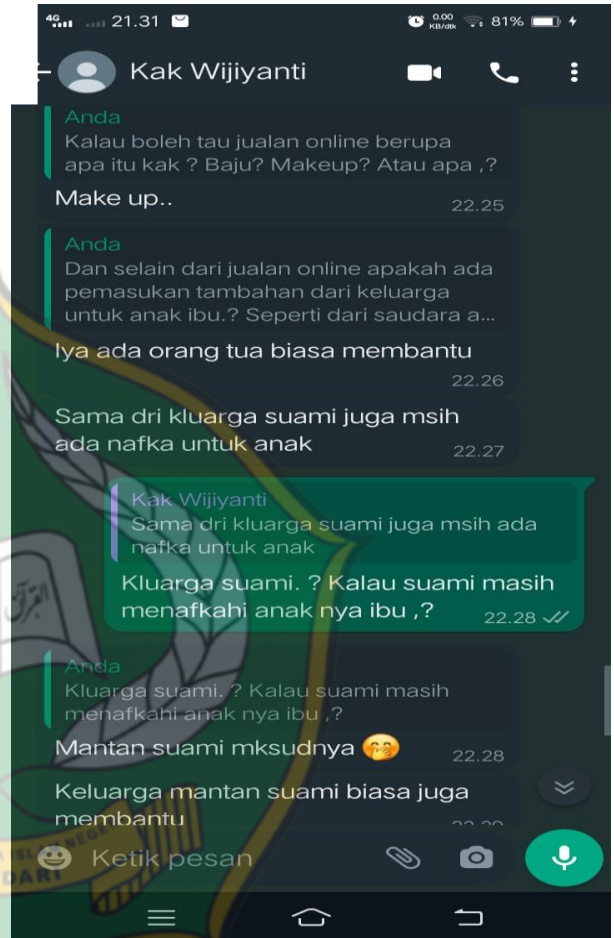 4G 21.31 0.00 KB/dtk 81%
Kak Wijiyanti
Anda
Kalau boleh tau jualan online berupa
apa itu kak ? Baju? Makeup? Atau apa ,?
Make up..
22.25
Anda
Dan selain dari jualan online apakah ada
pemasukan tambahan dari keluarga
untuk anak ibu.? Seperti dari saudara a...
Iya ada orang tua biasa membantu
22.26
Sama dri kluarga suami juga msih
ada nafka untuk anak
22.27
Kak Wijiyanti
Sama dri kluarga suami juga msih ada
nafka untuk anak
Kluarga suami. ? Kalau suami masih
menafkahi anak nya ibu ,?
22.28
Anda
Kluarga suami. ? Kalau suami masih
menafkahi anak nya ibu ,?
Mantan suami mksudnya 🤭
22.28
Keluarga mantan suami biasa juga
membantu
Ketik pesan